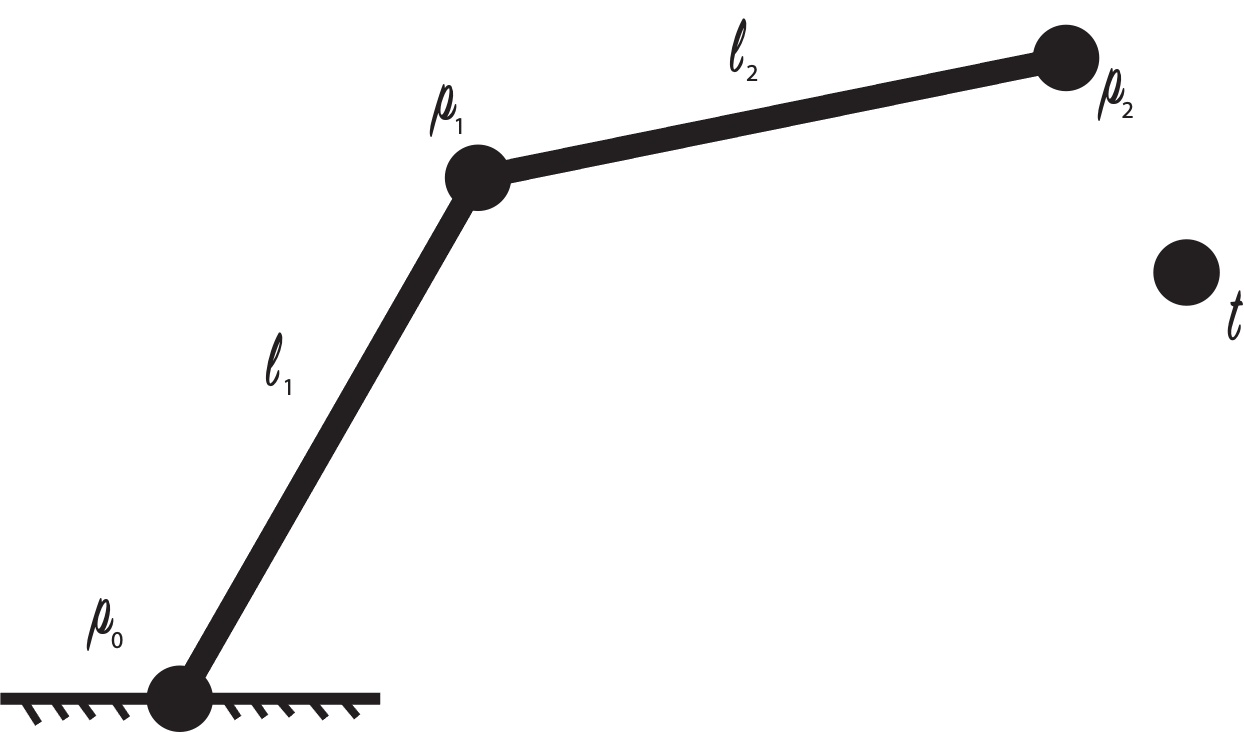 l₂
p₁
p₂
t
l₁
p₀